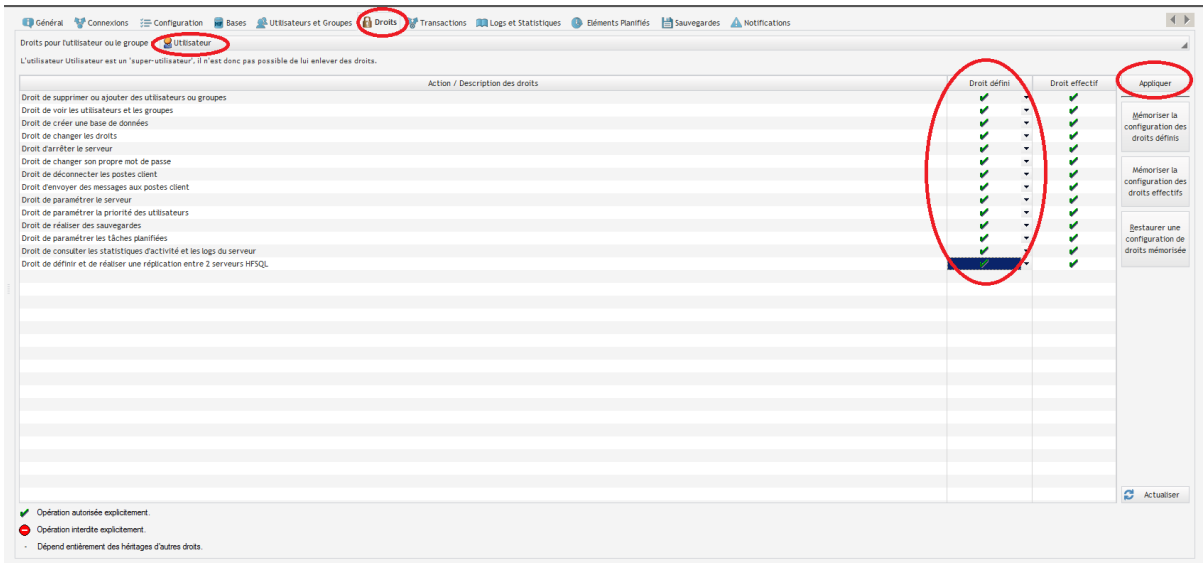 Général Connexions Configuration Bases Utilisateurs et Groupes Droits Transactions Logs et Statistiques Eléments Planifiés Sauvegardes Notifications
Droits pour l'utilisateur ou le groupe Utilisateur
L'utilisateur Utilisateur est un 'super-utilisateur', il n'est donc pas possible de lui enlever des droits.
Action / Description des droits Droit défini Droit effectif Appliquer
Droit de supprimer ou ajouter des utilisateurs ou groupes
Droit de voir les utilisateurs et les groupes
Droit de créer une base de données
Droit de changer les droits
Droit d'arrêter le serveur
Droit de changer son propre mot de passe
Droit de déconnecter les postes client
Droit d'envoyer des messages aux postes client
Droit de paramétrer le serveur
Droit de paramétrer la priorité des utilisateurs
Droit de réaliser des sauvegardes
Droit de paramétrer les tâches planifiées
Droit de consulter les statistiques d'activité et les logs du serveur
Droit de définir et de réaliser une réplication entre 2 serveurs HFSQL
Mémoriser la
configuration des
droits définis
Mémoriser la
configuration des
droits effectifs
Restaurer une
configuration de
droits mémorisée
Actualiser
Opération autorisée explicitement.
Opération interdite explicitement.
- Dépend entièrement des héritages d'autres droits.